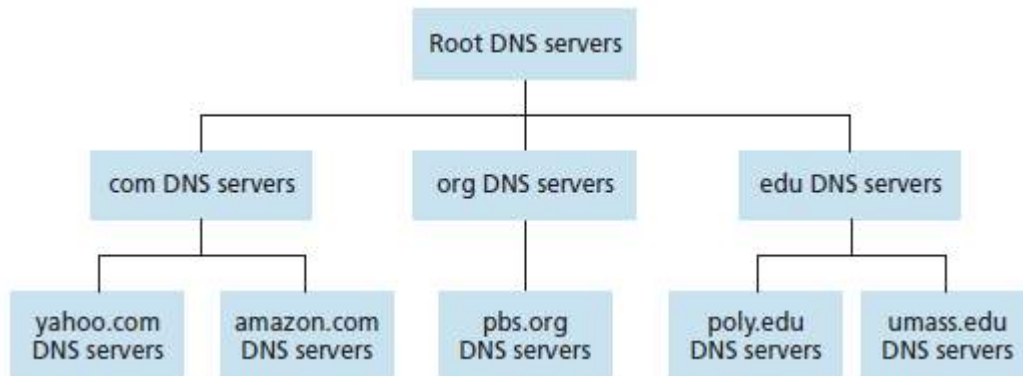 Root DNS servers
com DNS servers
org DNS servers
edu DNS servers
yahoo.com
DNS servers
amazon.com
DNS servers
pbs.org
DNS servers
poly.edu
DNS servers
umass.edu
DNS servers